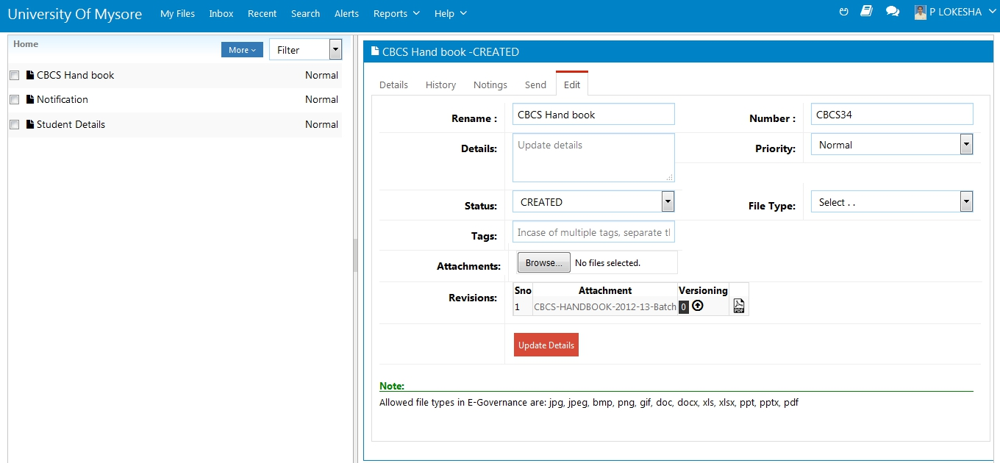 University Of Mysore My Files Inbox Recent Search Alerts Reports Help P LOKESHA
Home More Filter
CBCS Hand book Normal
Notification Normal
Student Details Normal
CBCS Hand book -CREATED
Details History Notings Send Edit
Rename : CBCS Hand book Number : CBCS34
Details: Update details Priority: Normal
Status: CREATED File Type: Select . .
Tags: Incase of multiple tags, separate tl
Attachments: Browse... No files selected.
Revisions: Sno Attachment Versioning
1 CBCS-HANDBOOK-2012-13-Batch 0 PDF
Update Details
Note:
Allowed file types in E-Governance are: jpg, jpeg, bmp, png, gif, doc, docx, xls, xlsx, ppt, pptx, pdf